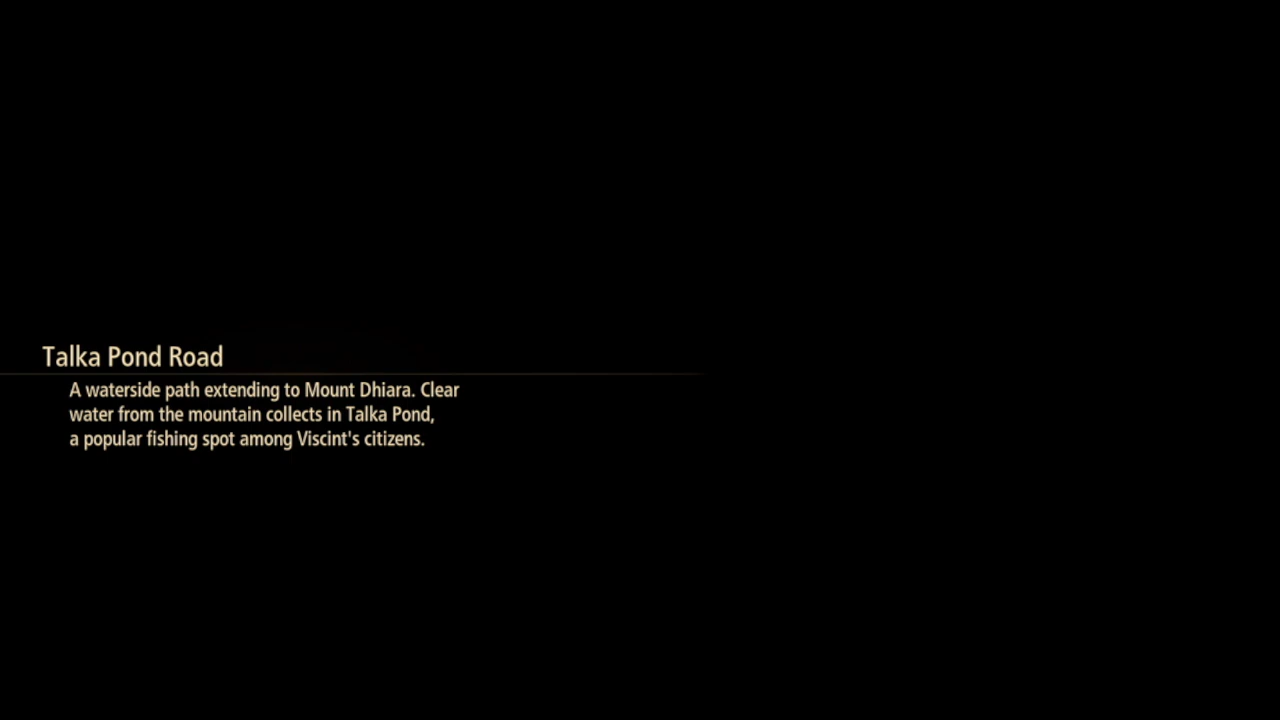 Talka Pond Road
A waterside path extending to Mount Dhiara. Clear
water from the mountain collects in Talka Pond,
a popular fishing spot among Viscint's citizens.